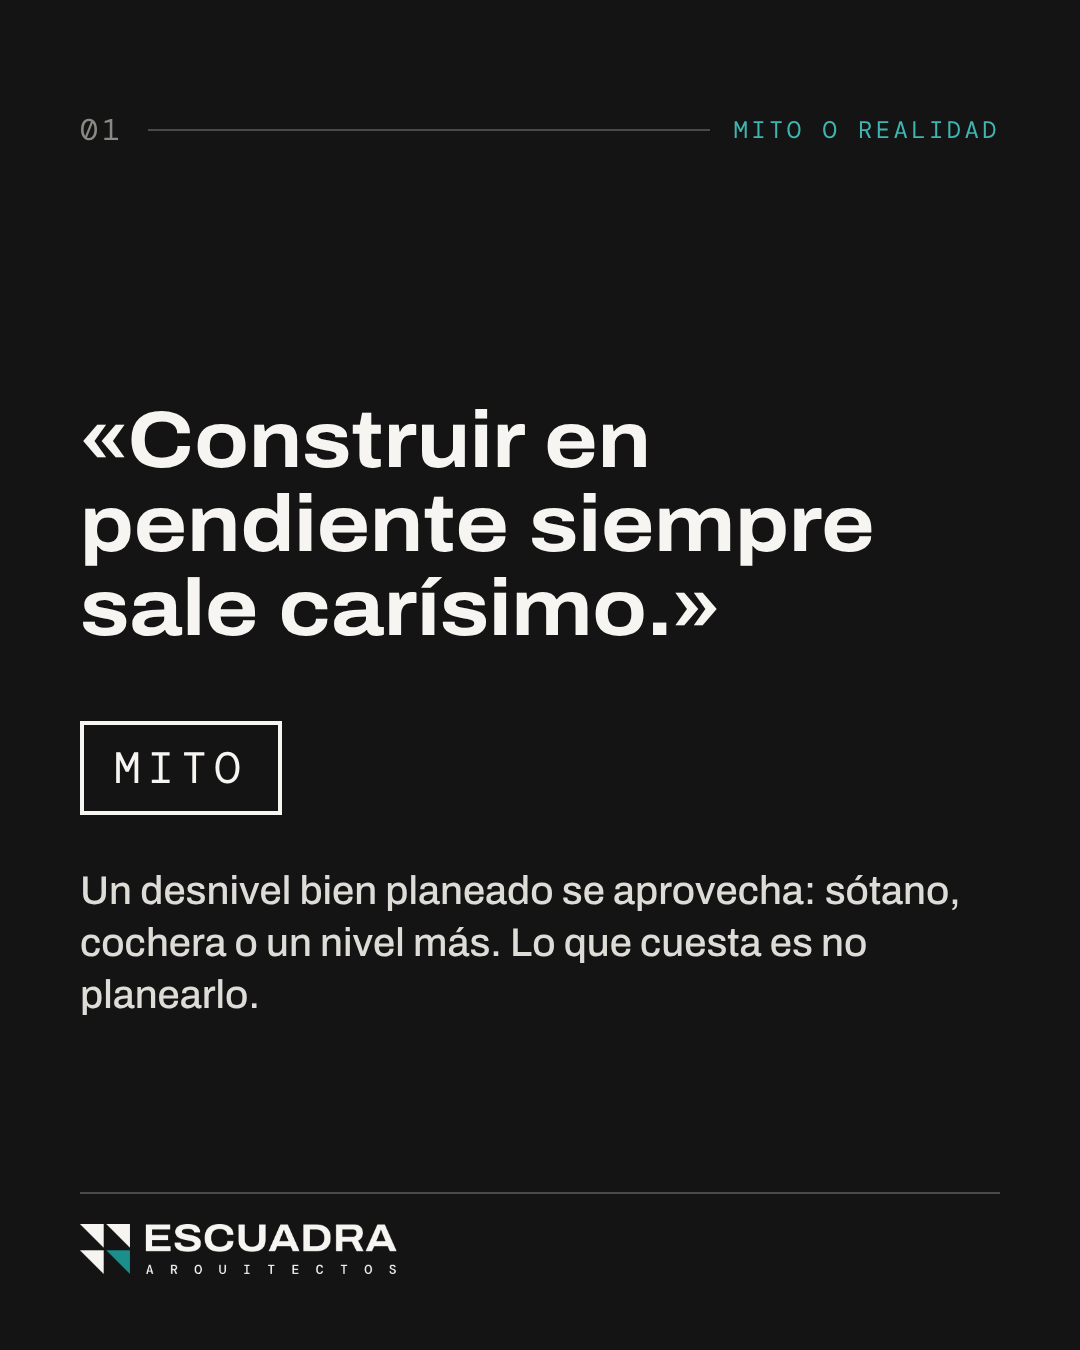 01
MITO O REALIDAD
«Construir en
pendiente siempre
sale carísimo.»
MITO
Un desnivel bien planeado se aprovecha: sótano,
cochera o un nivel más. Lo que cuesta es no
planearlo.
ESCUADRA
ARQUITECTOS